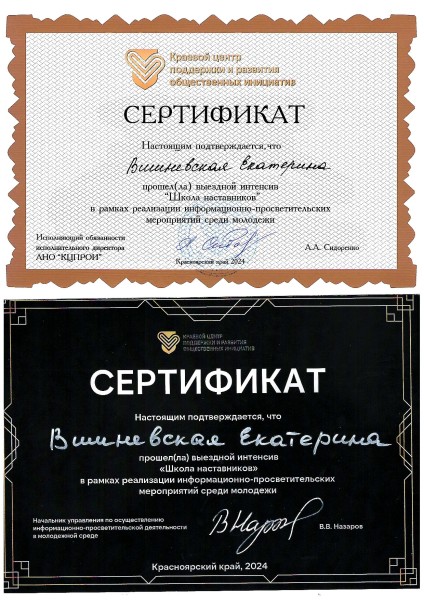 Краевой центр
поддержки и развития
общественных инициатив
СЕРТИФИКАТ
Настоящим подтверждается, что
Вишневская Екатерина
прошел(ла) выездной интенсив
"Школа наставников"
в рамках реализации информационно-просветительских
мероприятий среди молодежи
Исполняющий обязанности
исполнительного директора
АНО "КЦПРОИ"
А.А. Сидоренко
Красноярский край 2024
КРАЕВОЙ ЦЕНТР
ПОДДЕРЖКИ И РАЗВИТИЯ
ОБЩЕСТВЕННЫХ ИНИЦИАТИВ
СЕРТИФИКАТ
Настоящим подтверждается, что
Вишневская Екатерина
прошел(ла) выездной интенсив
«Школа наставников»
в рамках реализации информационно-просветительских
мероприятий среди молодежи
Начальник управления по осуществлению
информационно-просветительской деятельности
в молодежной среде
В.В. Назаров
Красноярский край, 2024